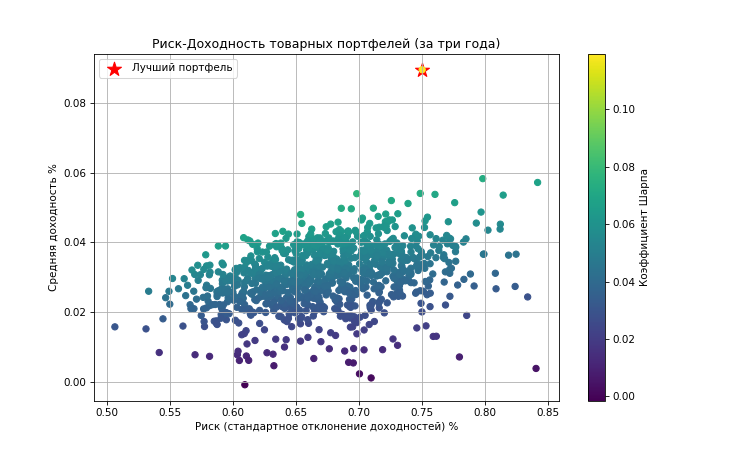 Риск-Доходность товарных портфелей (за три года)
Лучший портфель
Средняя доходность %
0.08
0.06
0.04
0.02
0.00
0.50 0.55 0.60 0.65 0.70 0.75 0.80 0.85
Риск (стандартное отклонение доходностей) %
0.10
0.08
0.06
0.04
0.02
0.00
Коэффициент Шарпа